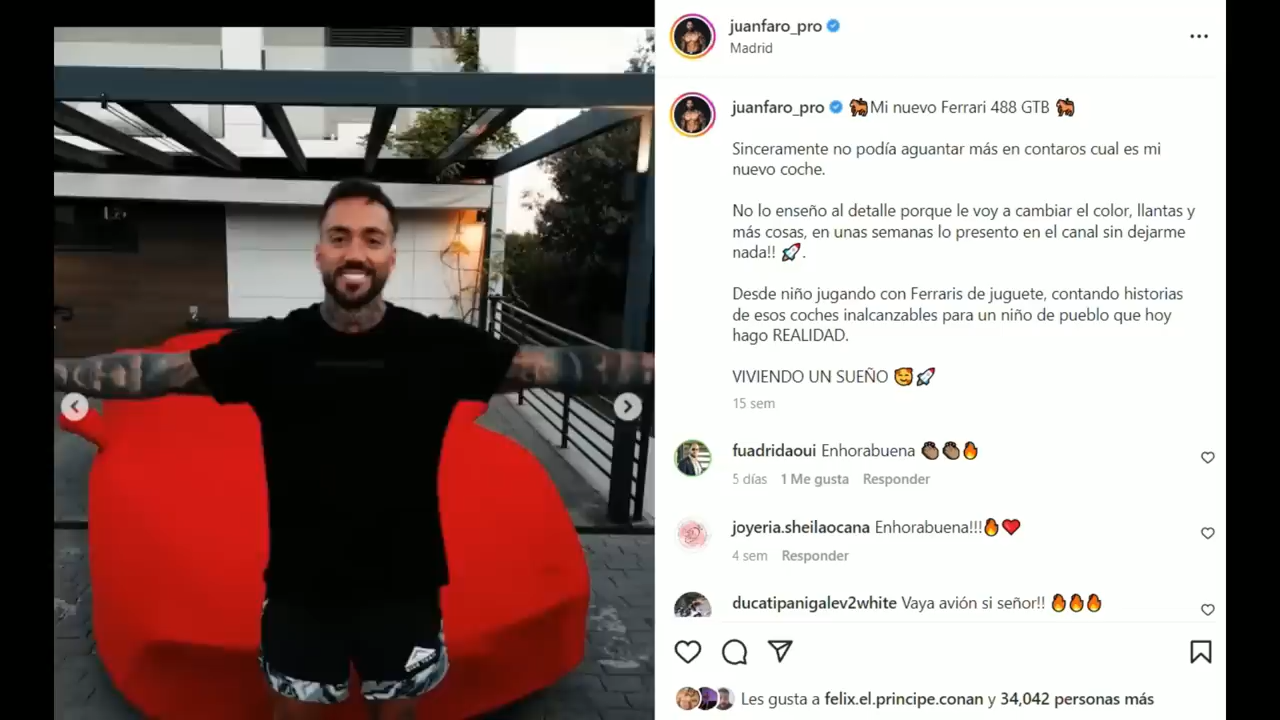 juanfaro_pro
Madrid
juanfaro_pro 🐎Mi nuevo Ferrari 488 GTB 🐎
Sinceramente no podía aguantar más en contaros cual es mi
nuevo coche.
No lo enseño al detalle porque le voy a cambiar el color, llantas y
más cosas, en unas semanas lo presento en el canal sin dejarme
nada!! 🚀.
Desde niño jugando con Ferraris de juguete, contando historias
de esos coches inalcanzables para un niño de pueblo que hoy
hago REALIDAD.
VIVIENDO UN SUEÑO 🥰🚀
15 sem
fuadridaoui Enhorabuena 👏🏽👏🏽🔥
5 días 1 Me gusta Responder
joyeria.sheilaocana Enhorabuena!!!🔥❤️
4 sem Responder
ducatipanigalev2white Vaya avión si señor!! 🔥🔥🔥
Les gusta a felix.el.principe.conan y 34,042 personas más